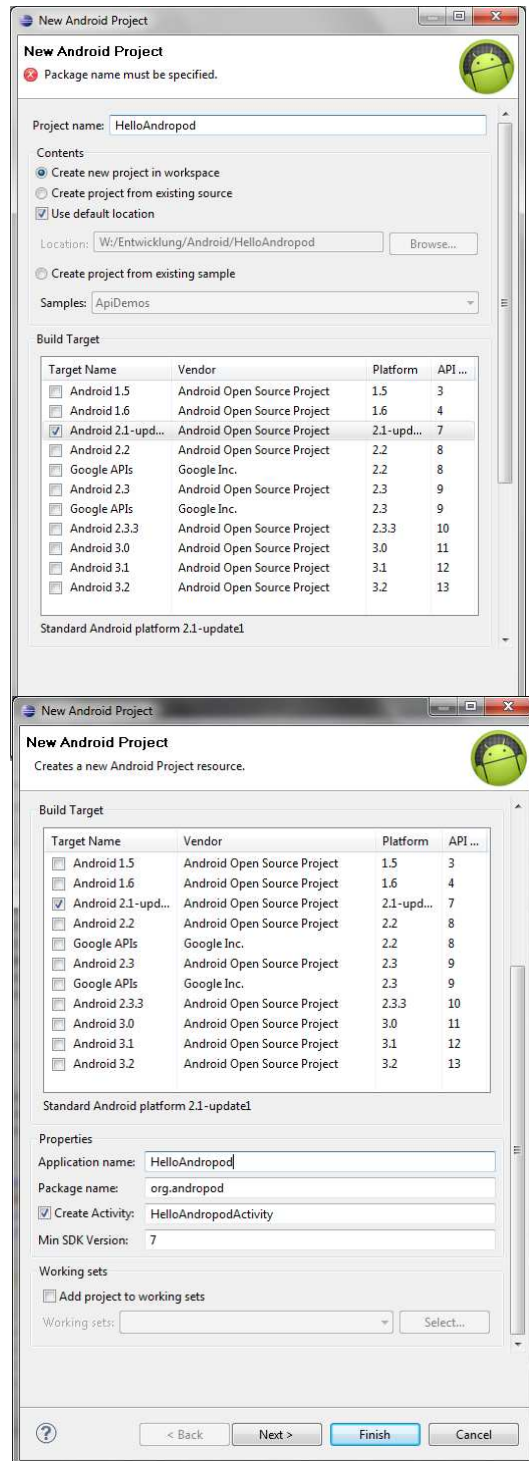 New Android Project
New Android Project
Package name must be specified.
Project name: HelloAndropod
Contents
Create new project in workspace
Create project from existing source
Use default location
Location: W:/Entwicklung/Android/HelloAndropod Browse...
Create project from existing sample
Samples: ApiDemos
Build Target
Target Name Vendor Platform API ...
Android 1.5 Android Open Source Project 1.5 3
Android 1.6 Android Open Source Project 1.6 4
Android 2.1-upd... Android Open Source Project 2.1-upd... 7
Android 2.2 Android Open Source Project 2.2 8
Google APIs Google Inc. 2.2 8
Android 2.3 Android Open Source Project 2.3 9
Google APIs Google Inc. 2.3 9
Android 2.3.3 Android Open Source Project 2.3.3 10
Android 3.0 Android Open Source Project 3.0 11
Android 3.1 Android Open Source Project 3.1 12
Android 3.2 Android Open Source Project 3.2 13
Standard Android platform 2.1-update1
New Android Project
New Android Project
Creates a new Android Project resource.
Build Target
Target Name Vendor Platform API ...
Android 1.5 Android Open Source Project 1.5 3
Android 1.6 Android Open Source Project 1.6 4
Android 2.1-upd... Android Open Source Project 2.1-upd... 7
Android 2.2 Android Open Source Project 2.2 8
Google APIs Google Inc. 2.2 8
Android 2.3 Android Open Source Project 2.3 9
Google APIs Google Inc. 2.3 9
Android 2.3.3 Android Open Source Project 2.3.3 10
Android 3.0 Android Open Source Project 3.0 11
Android 3.1 Android Open Source Project 3.1 12
Android 3.2 Android Open Source Project 3.2 13
Standard Android platform 2.1-update1
Properties
Application name: HelloAndropod
Package name: org.andropod
Create Activity: HelloAndropodActivity
Min SDK Version: 7
Working sets
Add project to working sets
Working sets: Select...
? < Back Next > Finish Cancel